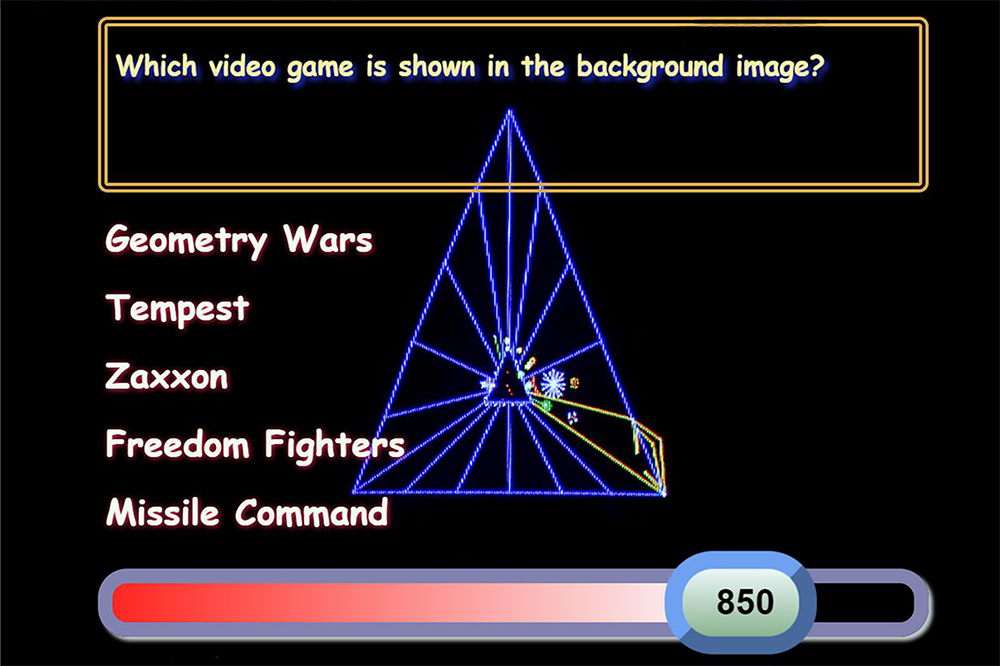 Which video game is shown in the background image?
Geometry Wars
Tempest
Zaxxon
Freedom Fighters
Missile Command
850